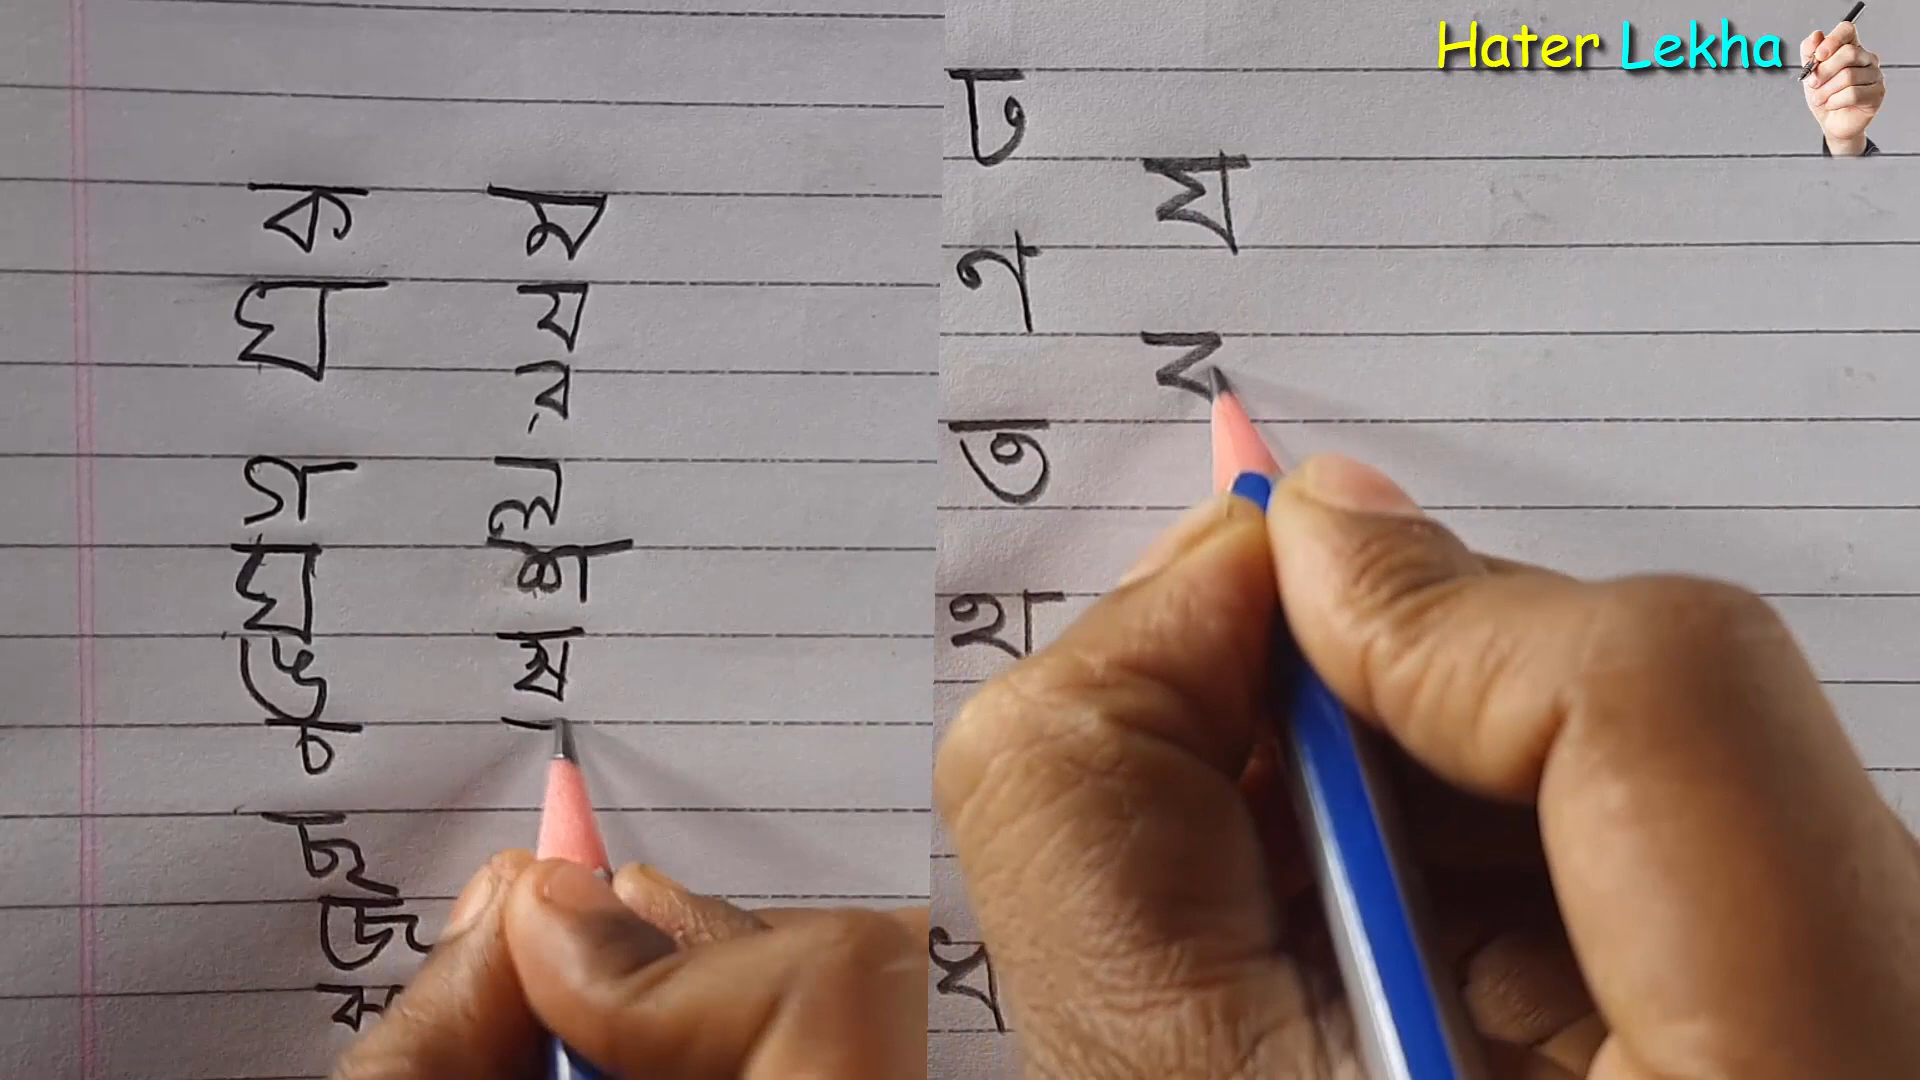 Hater Lekha
ক
ঘ
গ
ঘ
ঙ
চ
ছ
জ
ম
য
র
ল
শ
ষ
ঢ
ণ
ত
থ
ধ
য